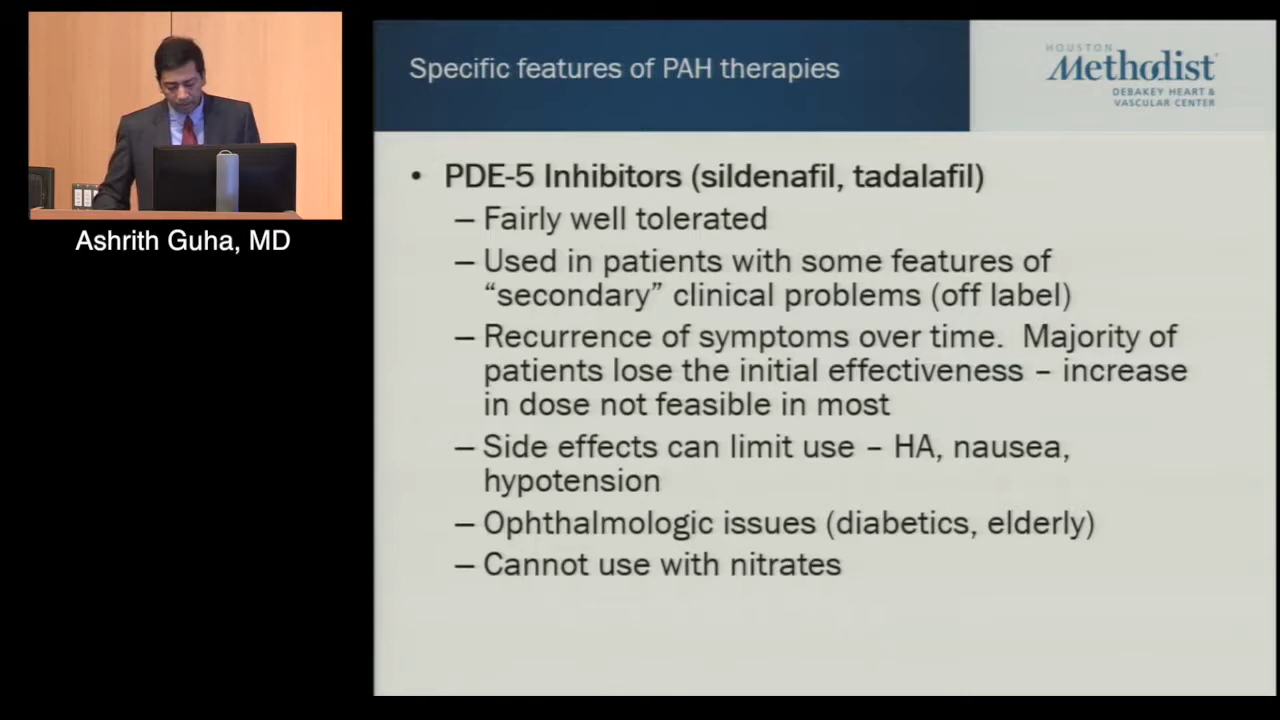 Specific features of PAH therapies
HOUSTON
Methodist
DEBAKEY HEART &
VASCULAR CENTER
Ashrith Guha, MD
• PDE-5 Inhibitors (sildenafil, tadalafil)
– Fairly well tolerated
– Used in patients with some features of
“secondary” clinical problems (off label)
– Recurrence of symptoms over time.  Majority of
patients lose the initial effectiveness – increase
in dose not feasible in most
– Side effects can limit use – HA, nausea,
hypotension
– Ophthalmologic issues (diabetics, elderly)
– Cannot use with nitrates